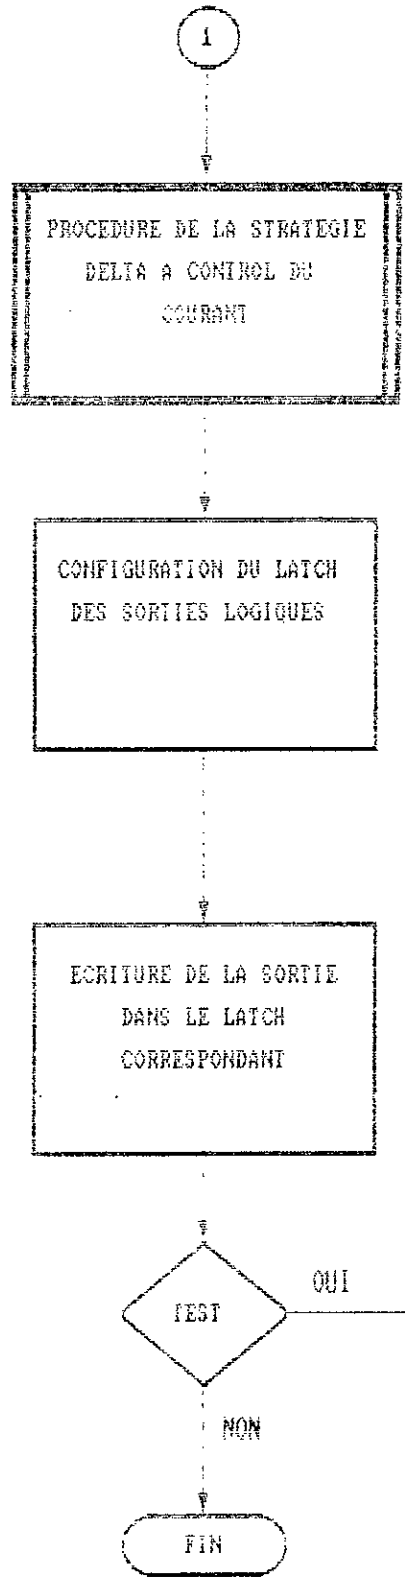 1
PROCEDURE DE LA STRATEGIE
DELTA A CONTROL DU
COURANT
CONFIGURATION DU LATCH
DES SORTIES LOGIQUES
ECRITURE DE LA SORTIE
DANS LE LATCH
CORRESPONDANT
TEST
OUI
NON
FIN